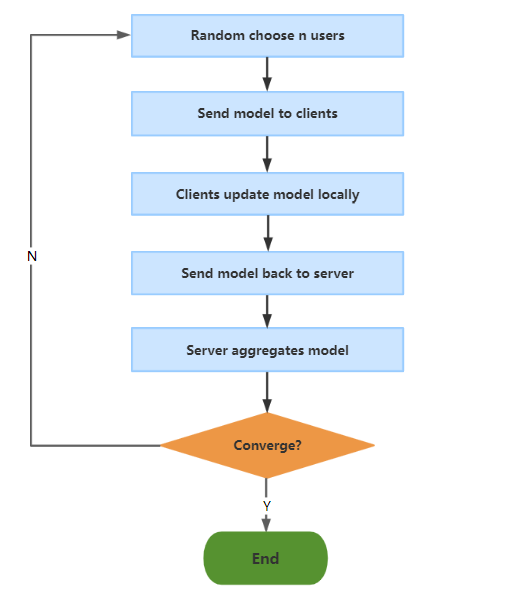 Random choose n users
Send model to clients
Clients update model locally
N
Send model back to server
Server aggregates model
Converge?
Y
End